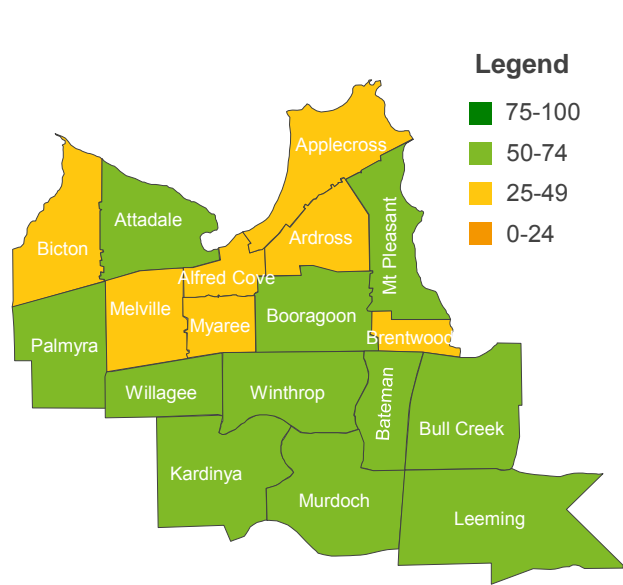 Legend
75-100
50-74
25-49
0-24
Applecross
Attadale
Mt Pleasant
Ardross
Bicton
Alfred Cove
Melville
Booragoon
Myaree
Brentwood
Palmyra
Willagee
Winthrop
Bateman
Bull Creek
Kardinya
Murdoch
Leeming